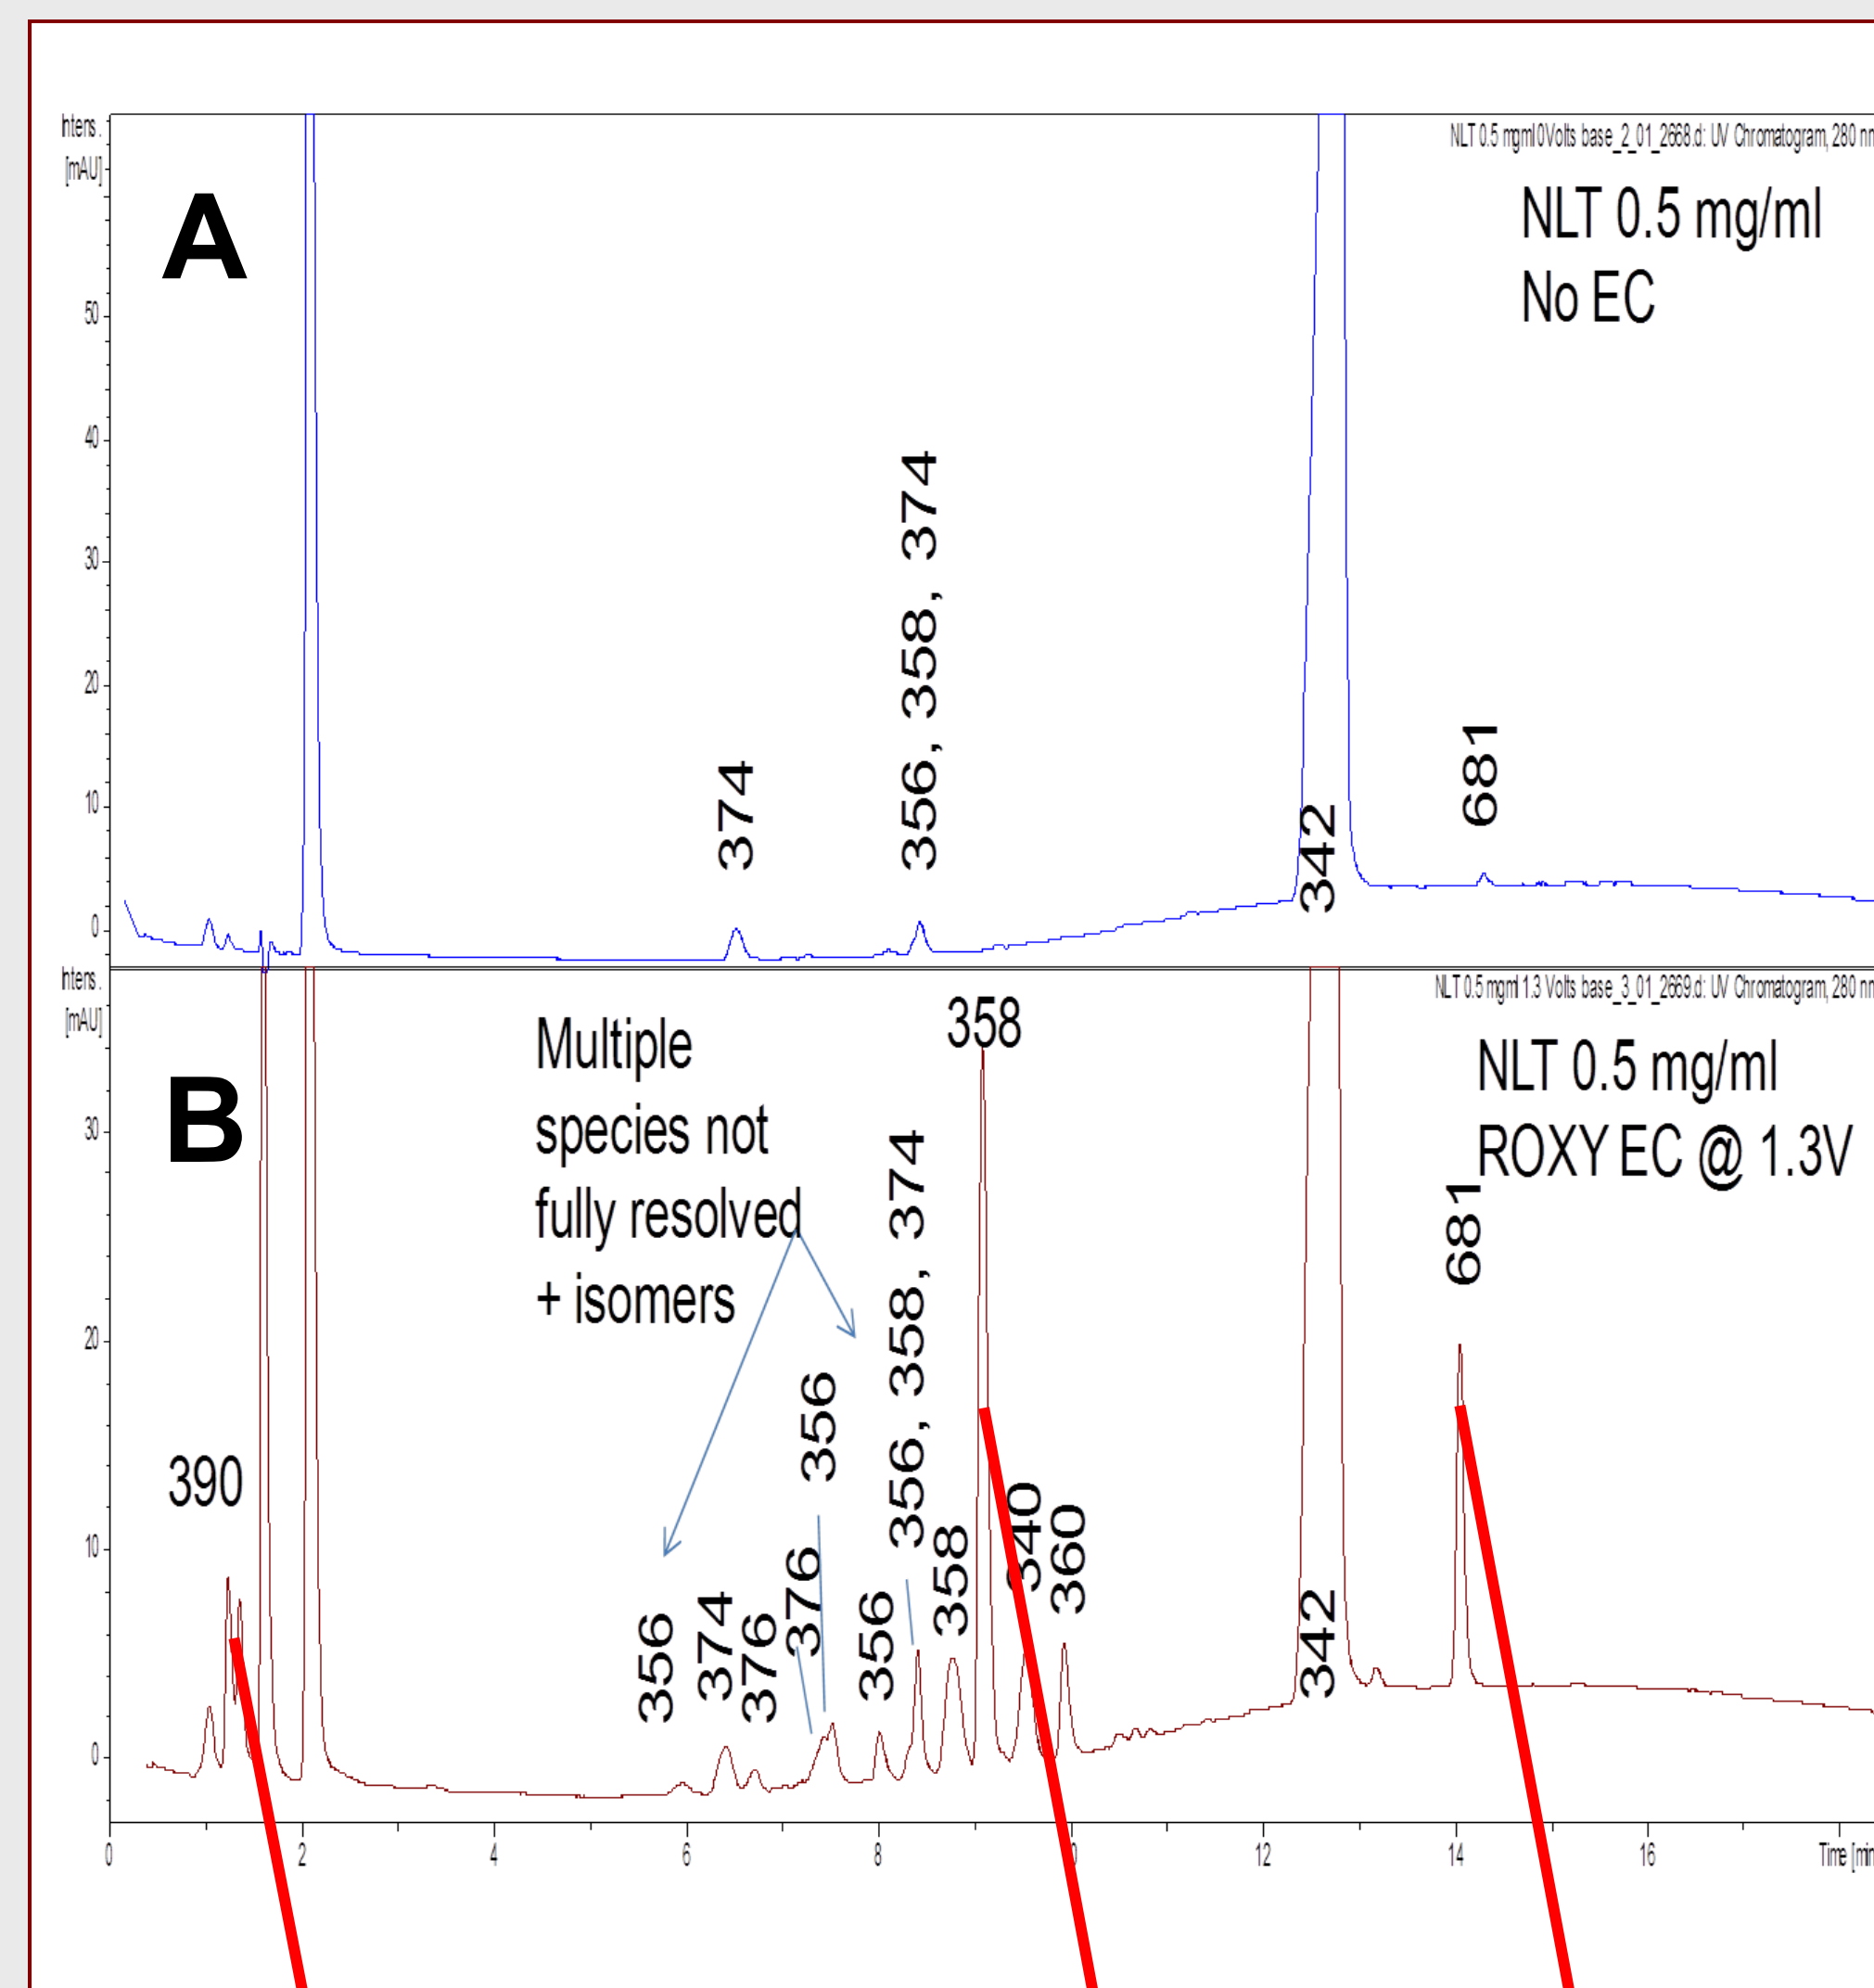 Intens.
[mAU]
NLT 0.5 mgml 0Volts base_2_01_2668.d: UV Chromatogram, 280 nm
A
NLT 0.5 mg/ml
No EC
50
40
30
20
10
0
374
356, 358, 374
342
681
Intens.
[mAU]
NLT 0.5 mgml 1.3 Volts base_3_01_2669.d: UV Chromatogram, 280 nm
B
NLT 0.5 mg/ml
ROXY EC @ 1.3V
Multiple
species not
fully resolved
+ isomers
30
20
10
0
390
356
374
376
376
356
356
356, 358, 374
358
358
340
360
342
681
0
2
4
6
8
12
14
16
Time [min